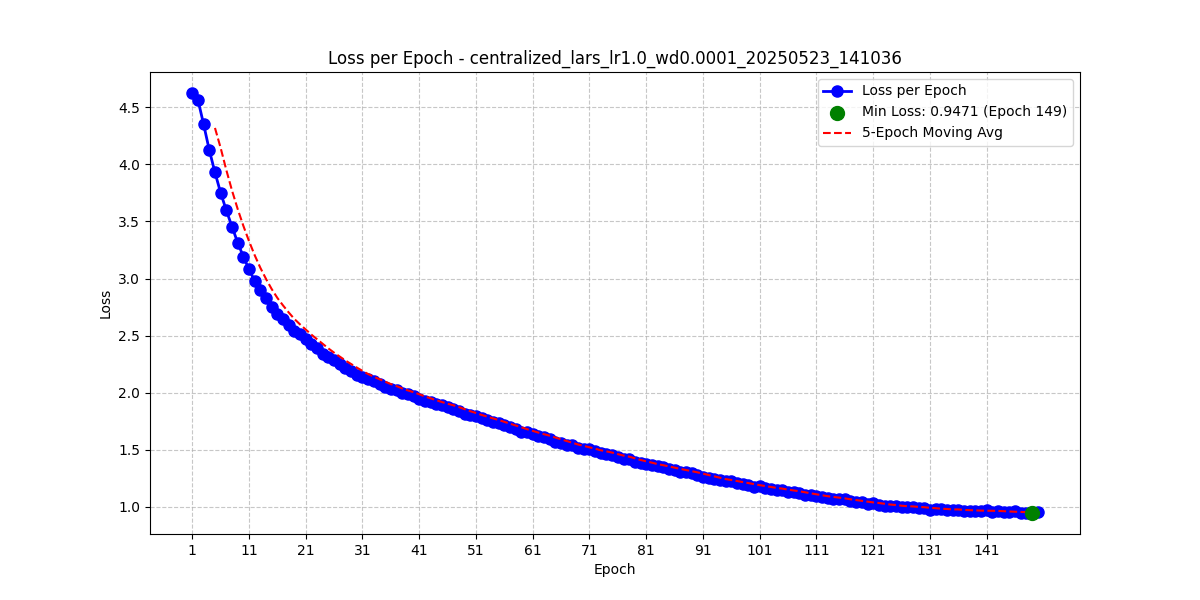 Loss per Epoch - centralized_lars_lr1.0_wd0.0001_20250523_141036
Loss per Epoch
Min Loss: 0.9471 (Epoch 149)
5-Epoch Moving Avg
Loss
4.5
4.0
3.5
3.0
2.5
2.0
1.5
1.0
1 11 21 31 41 51 61 71 81 91 101 111 121 131 141
Epoch